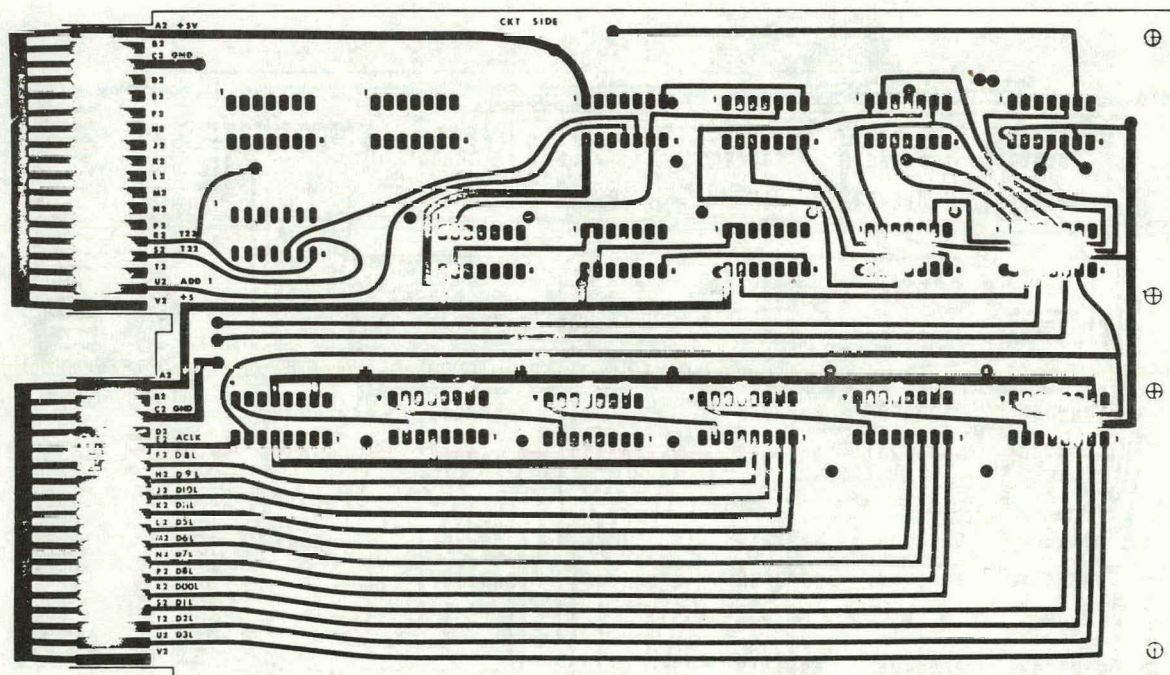 A2 +5V
CKT SIDE
B2
C2 GND
D2
E2
F2
H2
J2
K2
L2
M2
N2
P2
R2 T22
S2 T22
T2
U2 ADD 1
V2 +5
A2
B2
C2 GND
D2
E2 ACLK
F2 D8L
H2 D9L
J2 D10L
K2 D11L
L2 D5L
M2 D6L
N2 D7L
P2 D8L
R2 D00L
S2 D1L
T2 D2L
U2 D3L
V2